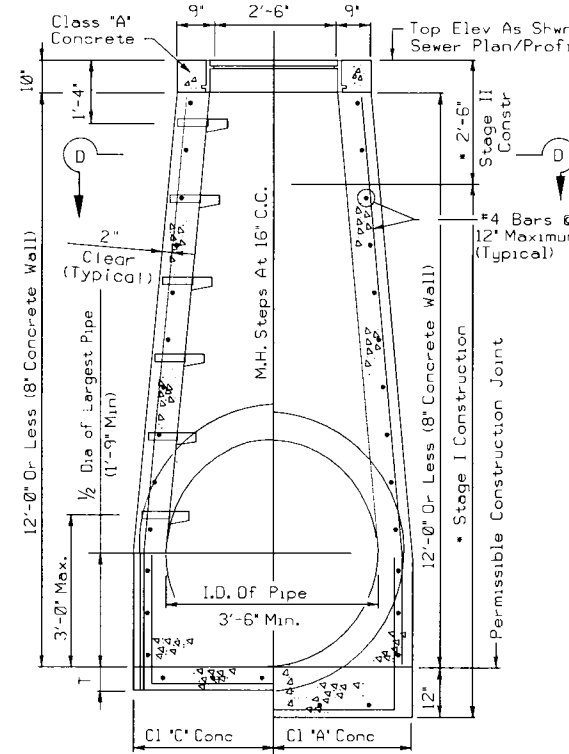 9"
2'-6"
9"
Class "A"
Concrete
Top Elev As Shwn
Sewer Plan/Profi
10"
1'-4"
* 2'-6"
Stage II
Constr
D
D
2"
Clear
(Typical)
#4 Bars @
12" Maximum
(Typical)
M.H. Steps At 16" C.C.
12'-0" Or Less (8" Concrete Wall)
½ Dia of Largest Pipe
(1'-9" Min)
12'-0" Or Less (8" Concrete Wall)
* Stage I Construction
Permissible Construction Joint
3'-0" Max.
I.D. Of Pipe
3'-6" Min.
T
12"
Cl "C" Conc
Cl "A" Conc